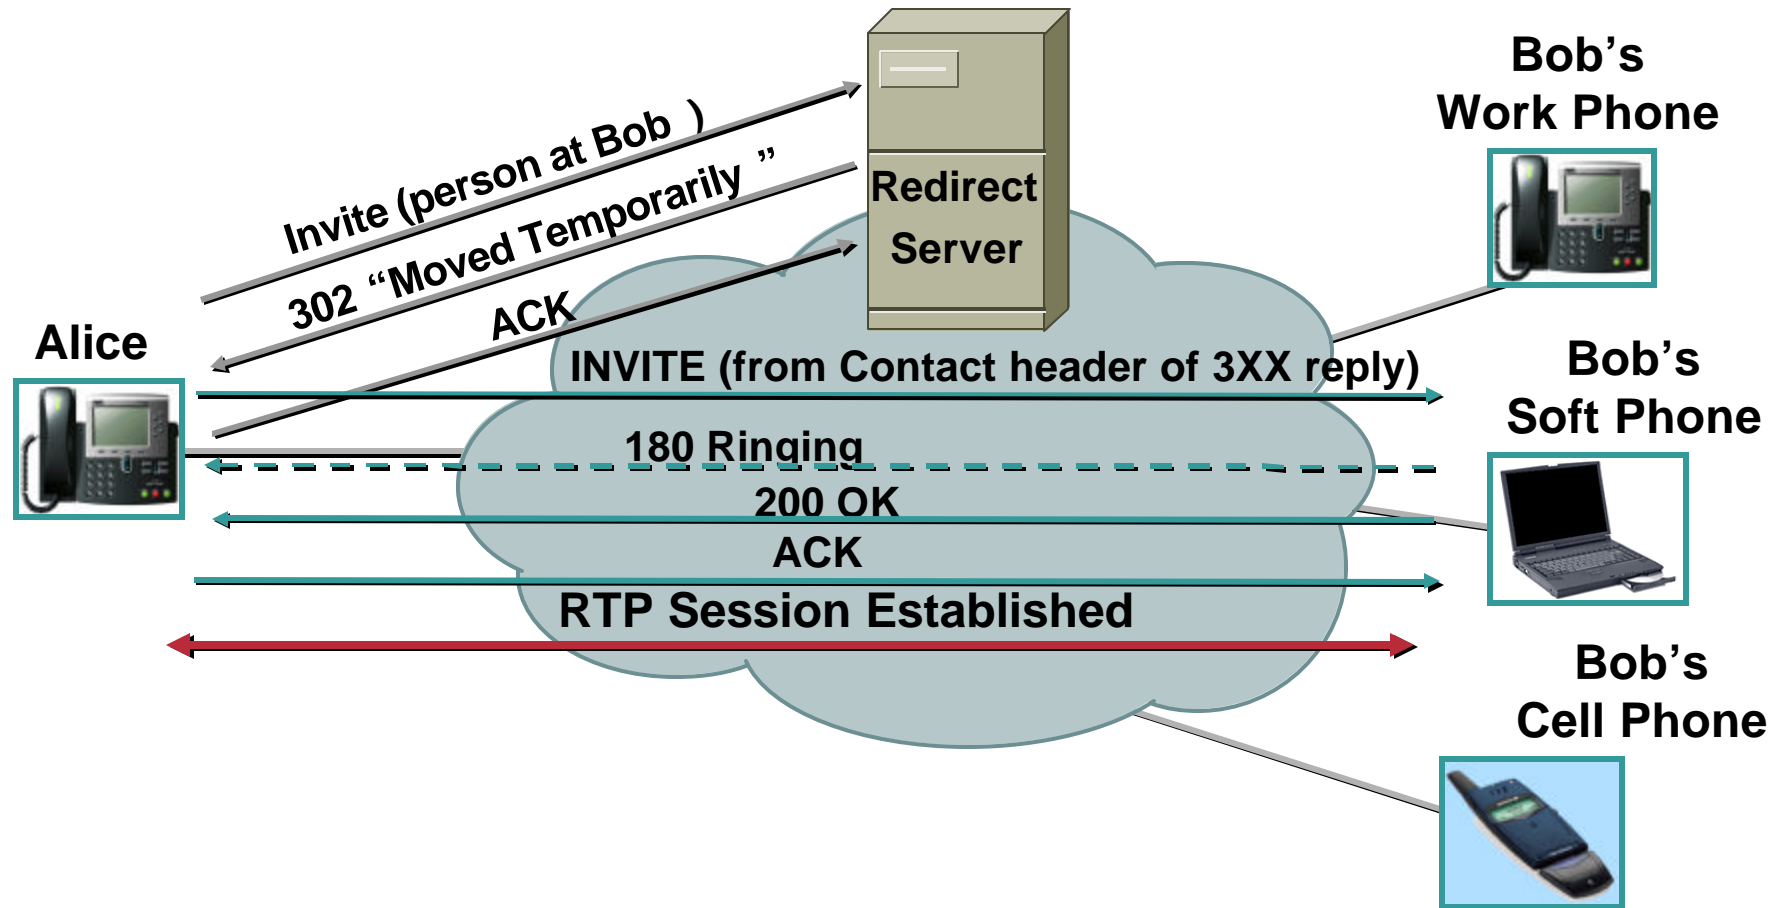 Bob’s
Work Phone
Invite (person at Bob )
302 “Moved Temporarily ”
ACK
Redirect
Server
Alice
INVITE (from Contact header of 3XX reply)
Bob’s
Soft Phone
180 Ringing
200 OK
ACK
RTP Session Established
Bob’s
Cell Phone